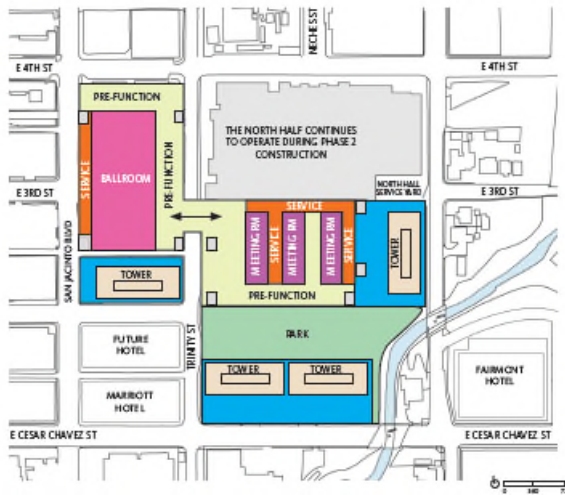 NECHES ST
E 4TH ST
E 4TH ST
PRE-FUNCTION
THE NORTH HALF CONTINUES
TO OPERATE DURING PHASE 2
CONSTRUCTION
SERVICE
BALLROOM
PRE-FUNCTION
E 3RD ST
NORTH HALL
SERVICE YARD
E 3RD ST
SERVICE
MEETING RM
SERVICE
MEETING RM
MEETING RM
SERVICE
TOWER
SAN JACINTO BLVD
TOWER
PRE-FUNCTION
TRINITY ST
FUTURE
HOTEL
PARK
TOWER
TOWER
FAIRMONT
HOTEL
MARRIOTT
HOTEL
E CESAR CHAVEZ ST
E CESAR CHAVEZ ST
0